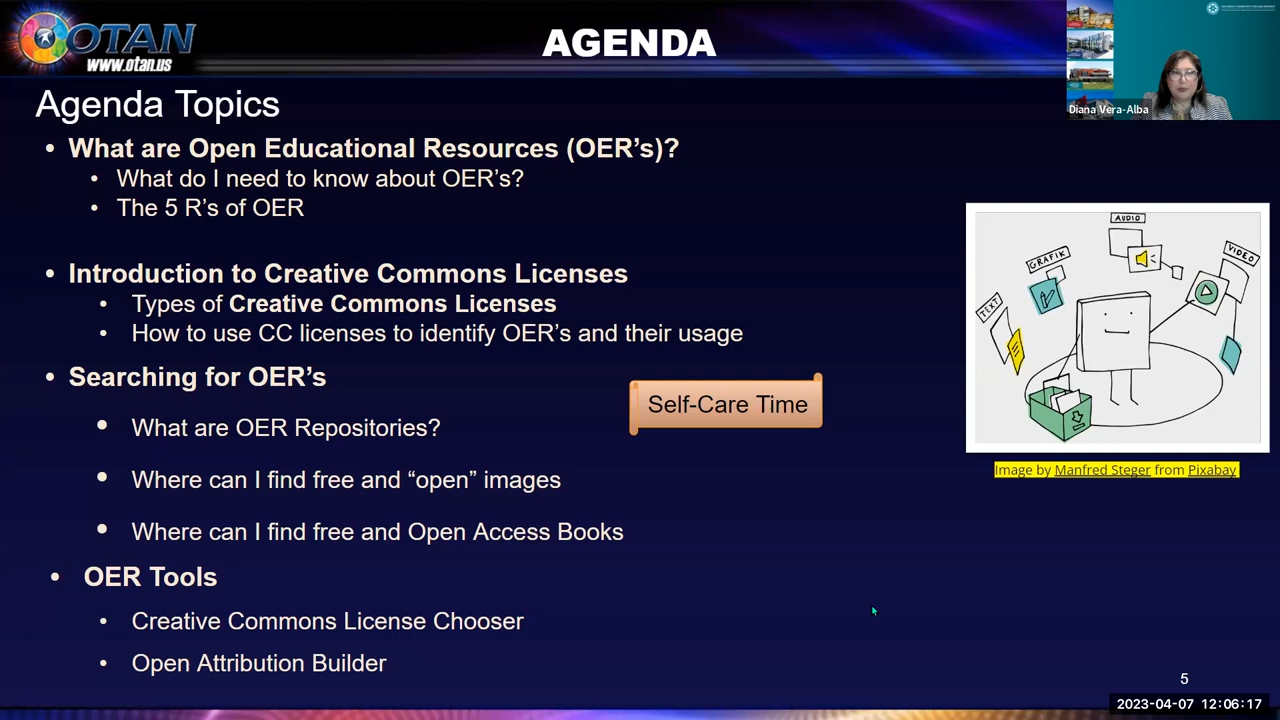 OTAN
www.otan.us
AGENDA
Diana Vera-Alba
Agenda Topics
• What are Open Educational Resources (OER’s)?
• What do I need to know about OER’s?
• The 5 R’s of OER
• Introduction to Creative Commons Licenses
• Types of Creative Commons Licenses
• How to use CC licenses to identify OER’s and their usage
• Searching for OER’s
Self-Care Time
• What are OER Repositories?
• Where can I find free and “open” images
• Where can I find free and Open Access Books
• OER Tools
• Creative Commons License Chooser
• Open Attribution Builder
AUDIO
GRAFIK
VIDEO
TEXT
Image by Manfred Steger from Pixabay
5
2023-04-07 12:06:17